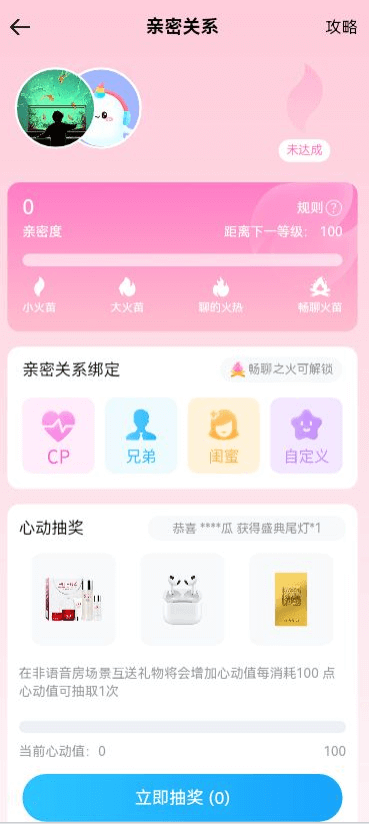 亲密关系
攻略
未达成
0
规则?
亲密度
距离下一等级: 100
小火苗
大火苗
聊的火热
畅聊火苗
亲密关系绑定
畅聊之火可解锁
CP
兄弟
闺蜜
自定义
心动抽奖
恭喜 ****瓜 获得盛典尾灯*1
在非语音房场景互送礼物将会增加心动值每消耗100 点
心动值可抽取1次
当前心动值: 0
100
立即抽奖 (0)